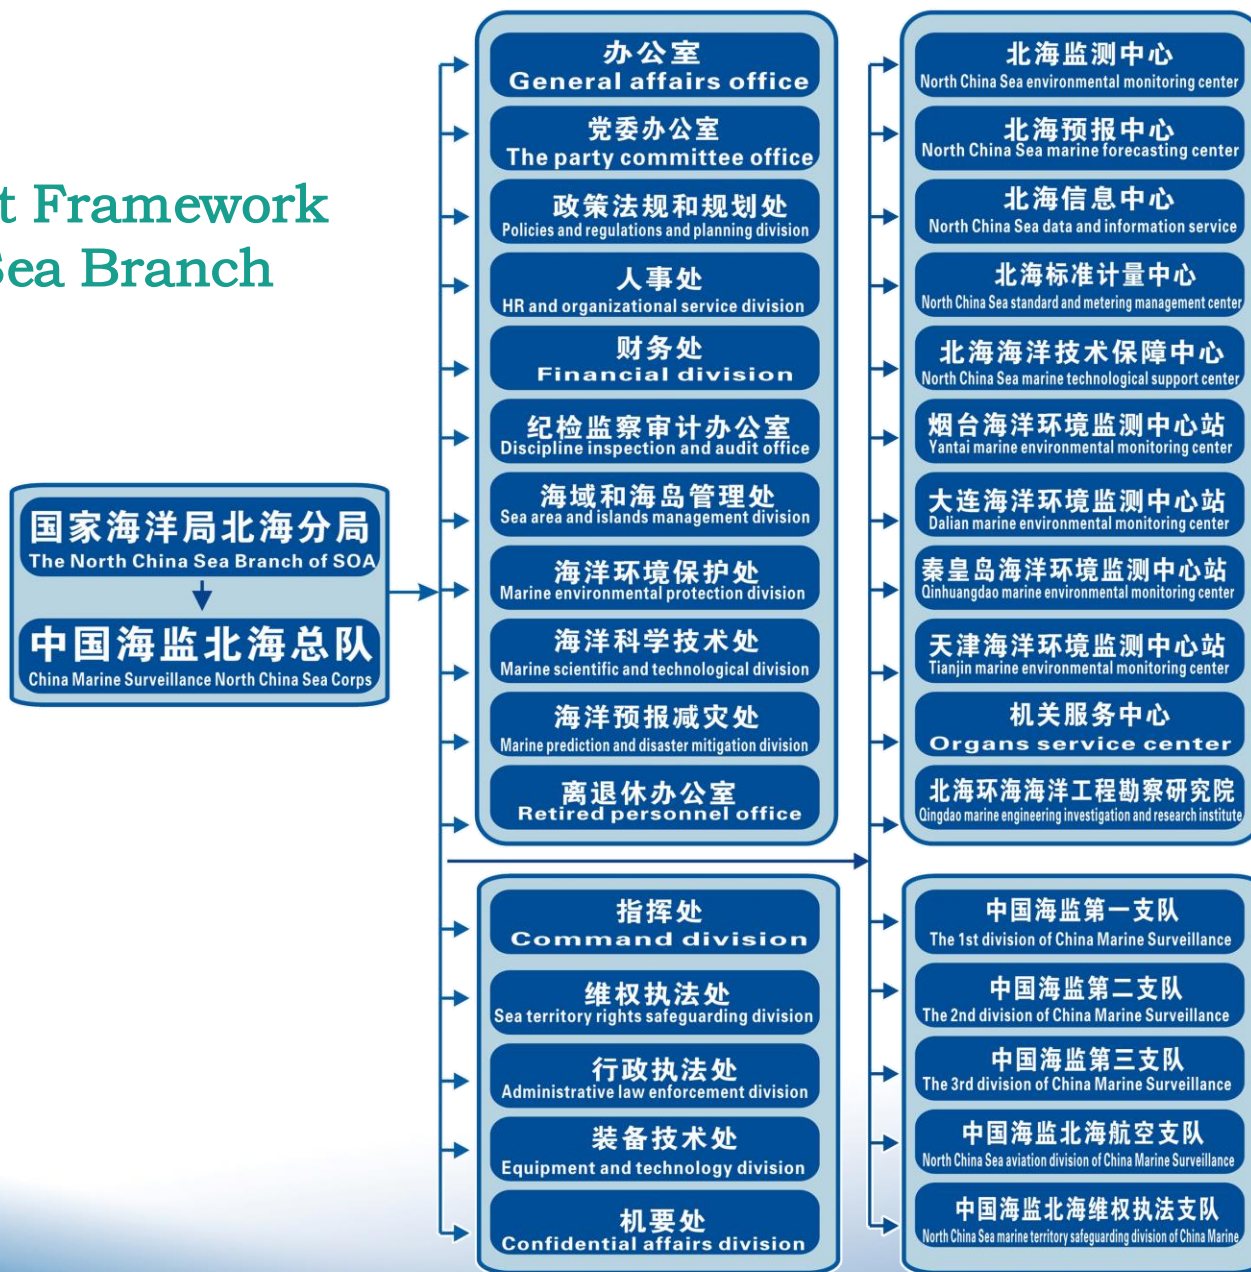 t Framework
Sea Branch
国家海洋局北海分局
The North China Sea Branch of SOA
中国海监北海总队
China Marine Surveillance North China Sea Corps
办公室
General affairs office
党委办公室
The party committee office
政策法规和规划处
Policies and regulations and planning division
人事处
HR and organizational service division
财务处
Financial division
纪检监察审计办公室
Discipline inspection and audit office
海域和海岛管理处
Sea area and islands management division
海洋环境保护处
Marine environmental protection division
海洋科学技术处
Marine scientific and technological division
海洋预报减灾处
Marine prediction and disaster mitigation division
离退休办公室
Retired personnel office
指挥处
Command division
维权执法处
Sea territory rights safeguarding division
行政执法处
Administrative law enforcement division
装备技术处
Equipment and technology division
机要处
Confidential affairs division
北海监测中心
North China Sea environmental monitoring center
北海预报中心
North China Sea marine forecasting center
北海信息中心
North China Sea data and information service
北海标准计量中心
North China Sea standard and metering management center
北海海洋技术保障中心
North China Sea marine technological support center
烟台海洋环境监测中心站
Yantai marine environmental monitoring center
大连海洋环境监测中心站
Dalian marine environmental monitoring center
秦皇岛海洋环境监测中心站
Qinhuangdao marine environmental monitoring center
天津海洋环境监测中心站
Tianjin marine environmental monitoring center
机关服务中心
Organs service center
北海环海海洋工程勘察研究院
Qingdao marine engineering investigation and research institute
中国海监第一支队
The 1st division of China Marine Surveillance
中国海监第二支队
The 2nd division of China Marine Surveillance
中国海监第三支队
The 3rd division of China Marine Surveillance
中国海监北海航空支队
North China Sea aviation division of China Marine Surveillance
中国海监北海维权执法支队
North China Sea marine territory safeguarding division of China Marine